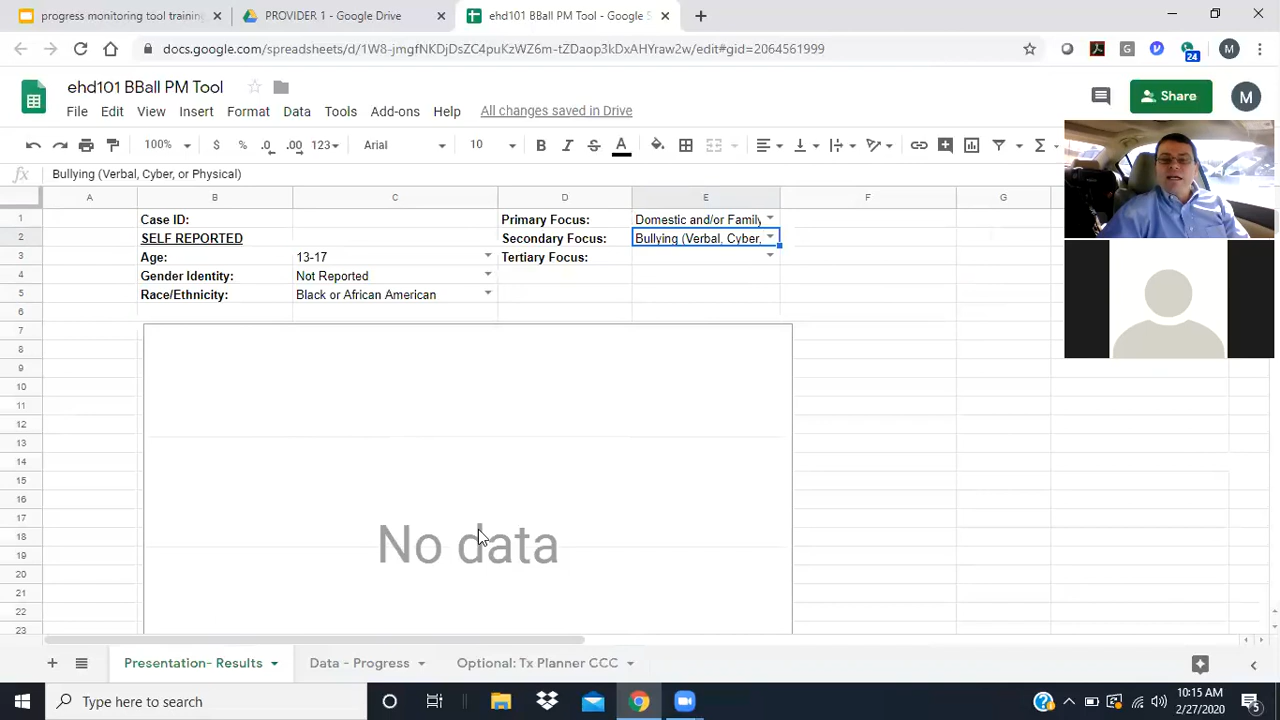 progress monitoring tool training
PROVIDER 1 - Google Drive
ehd101 BBall PM Tool - Google S
docs.google.com/spreadsheets/d/1W8-jmgfNKDjDsZC4puKzWZ6m-tZDaop3kDxAHYraw2w/edit#gid=2064561999
G
24
M
ehd101 BBall PM Tool
File Edit View Insert Format Data Tools Add-ons Help All changes saved in Drive
Share
M
100% $ % .0 .00 123 Arial 10 B I S A
fx Bullying (Verbal, Cyber, or Physical)
A B C D E F G
1 Case ID: Primary Focus: Domestic and/or Family
2 SELF REPORTED Secondary Focus: Bullying (Verbal, Cyber,
3 Age: 13-17 Tertiary Focus:
4 Gender Identity: Not Reported
5 Race/Ethnicity: Black or African American
6
7
8
9
10
11
12
13
14
15
16
17
18
19
20
21
22
23
No data
Presentation- Results Data - Progress Optional: Tx Planner CCC
Type here to search
10:15 AM
2/27/2020
5